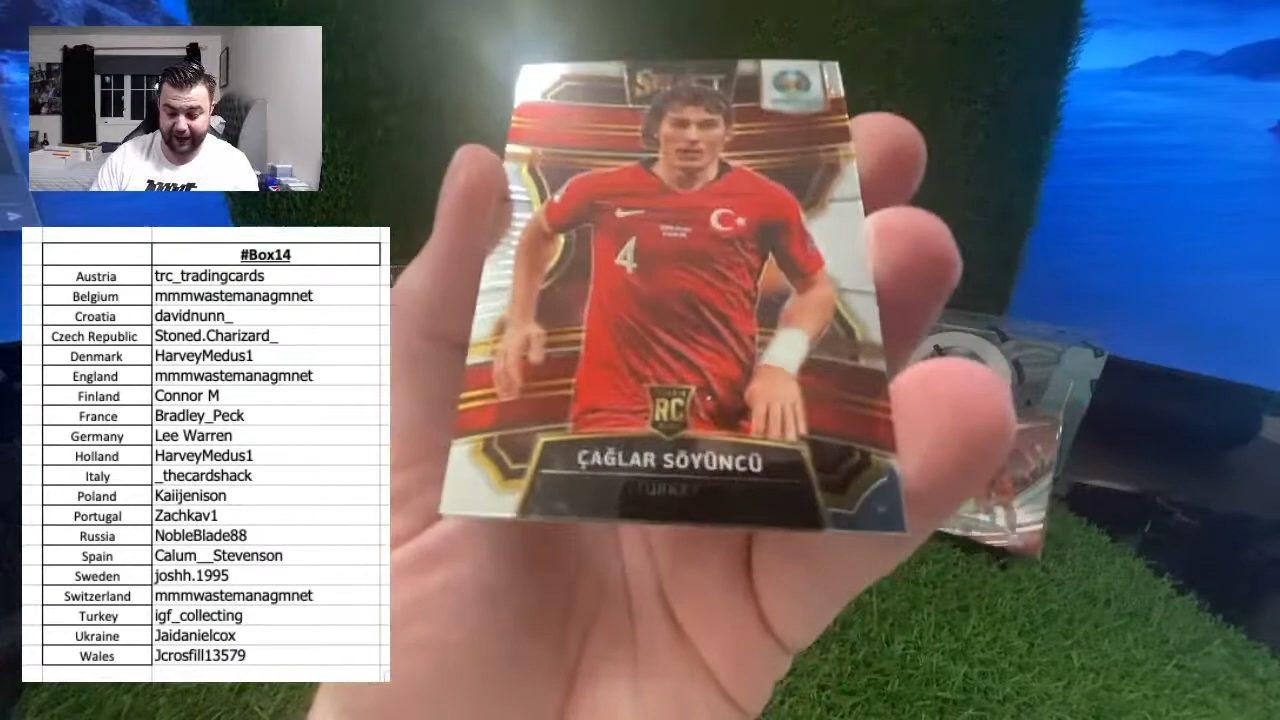 #Box14
Austria trc_tradingcards
Belgium mmmwastemanagmnet
Croatia davidnunn_
Czech Republic Stoned.Charizard_
Denmark HarveyMedus1
England mmmwastemanagmnet
Finland Connor M
France Bradley_Peck
Germany Lee Warren
Holland HarveyMedus1
Italy _thecardshack
Poland Kaiijenison
Portugal Zachkav1
Russia NobleBlade88
Spain Calum__Stevenson
Sweden joshh.1995
Switzerland mmmwastemanagmnet
Turkey igf_collecting
Ukraine Jaidanielcox
Wales Jcrosfill13579
SELECT
4
RC
ÇAĞLAR SÖYÜNCÜ
TURKEY